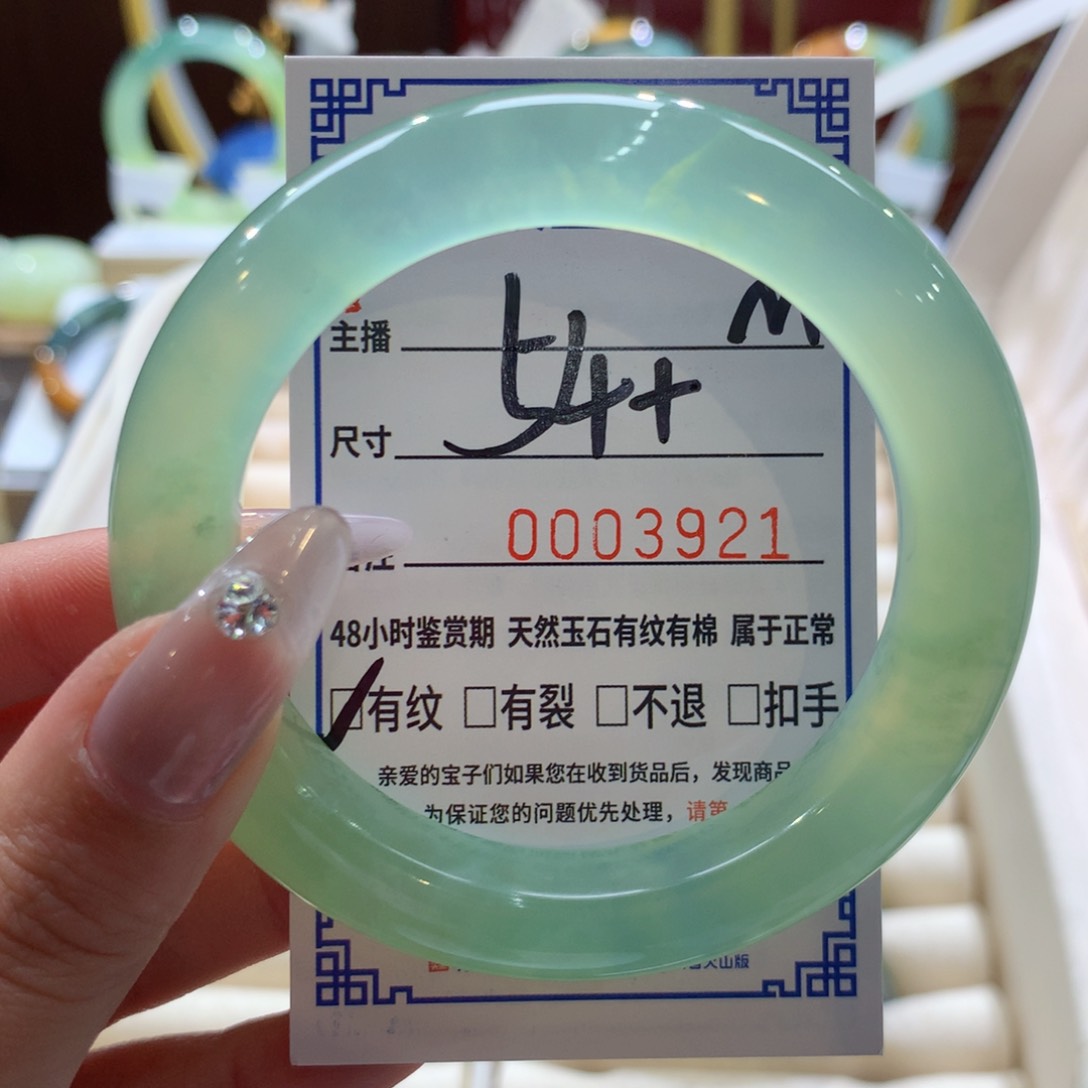 主播 M
尺寸 54+
0003921
48小时鉴赏期 天然玉石有纹有棉 属于正常
☑有纹 □有裂 □不退 □扣手
亲爱的宝子们如果您在收到货品后，发现商品
为保证您的问题优先处理，请第